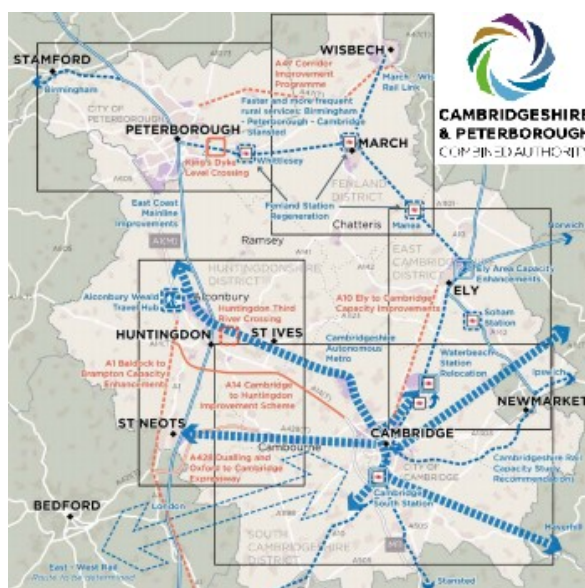 WISBECH
STAMFORD
Birmingham
A47 Corridor
Improvement
Programme
March - Wis
Rail Link
CITY OF
PETERBOROUGH
Faster and more frequent
rural services: Birmingham
- Peterborough - Cambridge
Stansted
CAMBRIDGESHIRE
& PETERBOROUGH
COMBINED AUTHORITY
PETERBOROUGH
MARCH
King's Dyke
Level Crossing
Whittlesey
FENLAND
DISTRICT
Fenland Station
Regeneration
East Coast
Mainline
Improvements
Chatteris
Manea
Norwich
A1(M)
Ramsey
EAST
CAMBRIDGESHIRE
DISTRICT
Ely Area Capacity
Enhancements
HUNTINGDONSHIRE
DISTRICT
Alconbury Weald
Travel Hub
Alconbury
A10 Ely to Cambridge
Capacity Improvements
ELY
Huntingdon Third
River Crossing
Soham
Station
HUNTINGDON
ST IVES
Cambridgeshire
Autonomous
Metro
Waterbeach
Station
Relocation
Ipswich
A1 Baldock to
Brampton Capacity
Enhancements
A14 Cambridge
to Huntingdon
Improvement Scheme
NEWMARKET
ST NEOTS
CAMBRIDGE
Cambourne
CITY OF
CAMBRIDGE
Cambridgeshire Rail
Capacity Study
Recommendations
A428 Dualling and
Oxford to Cambridge
Expressway
Cambridge
South Station
BEDFORD
London
SOUTH
CAMBRIDGESHIRE
DISTRICT
Haverhill
East - West Rail
Route to be determined
Stansted